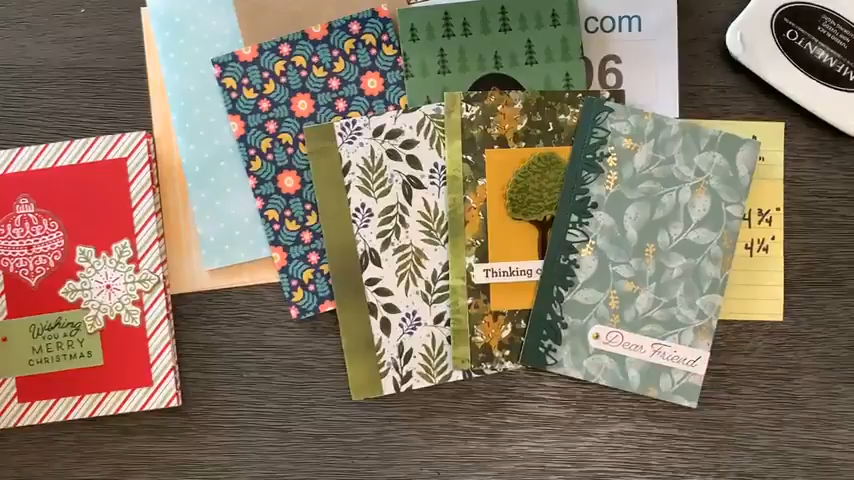 com
06
MEMENTO
4 3/4"
4 1/4"
Thinking o
Dear Friend
Wishing
YOU A
MERRY
CHRISTMAS